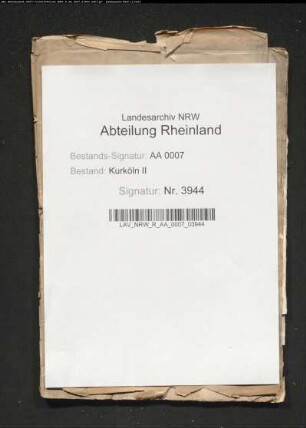 Landesarchiv NRW
Abteilung Rheinland
Bestands-Signatur: AA 0007
Bestand: Kurköln II
Signatur: Nr. 3944
LAV_NRW_R_AA_0007_03944